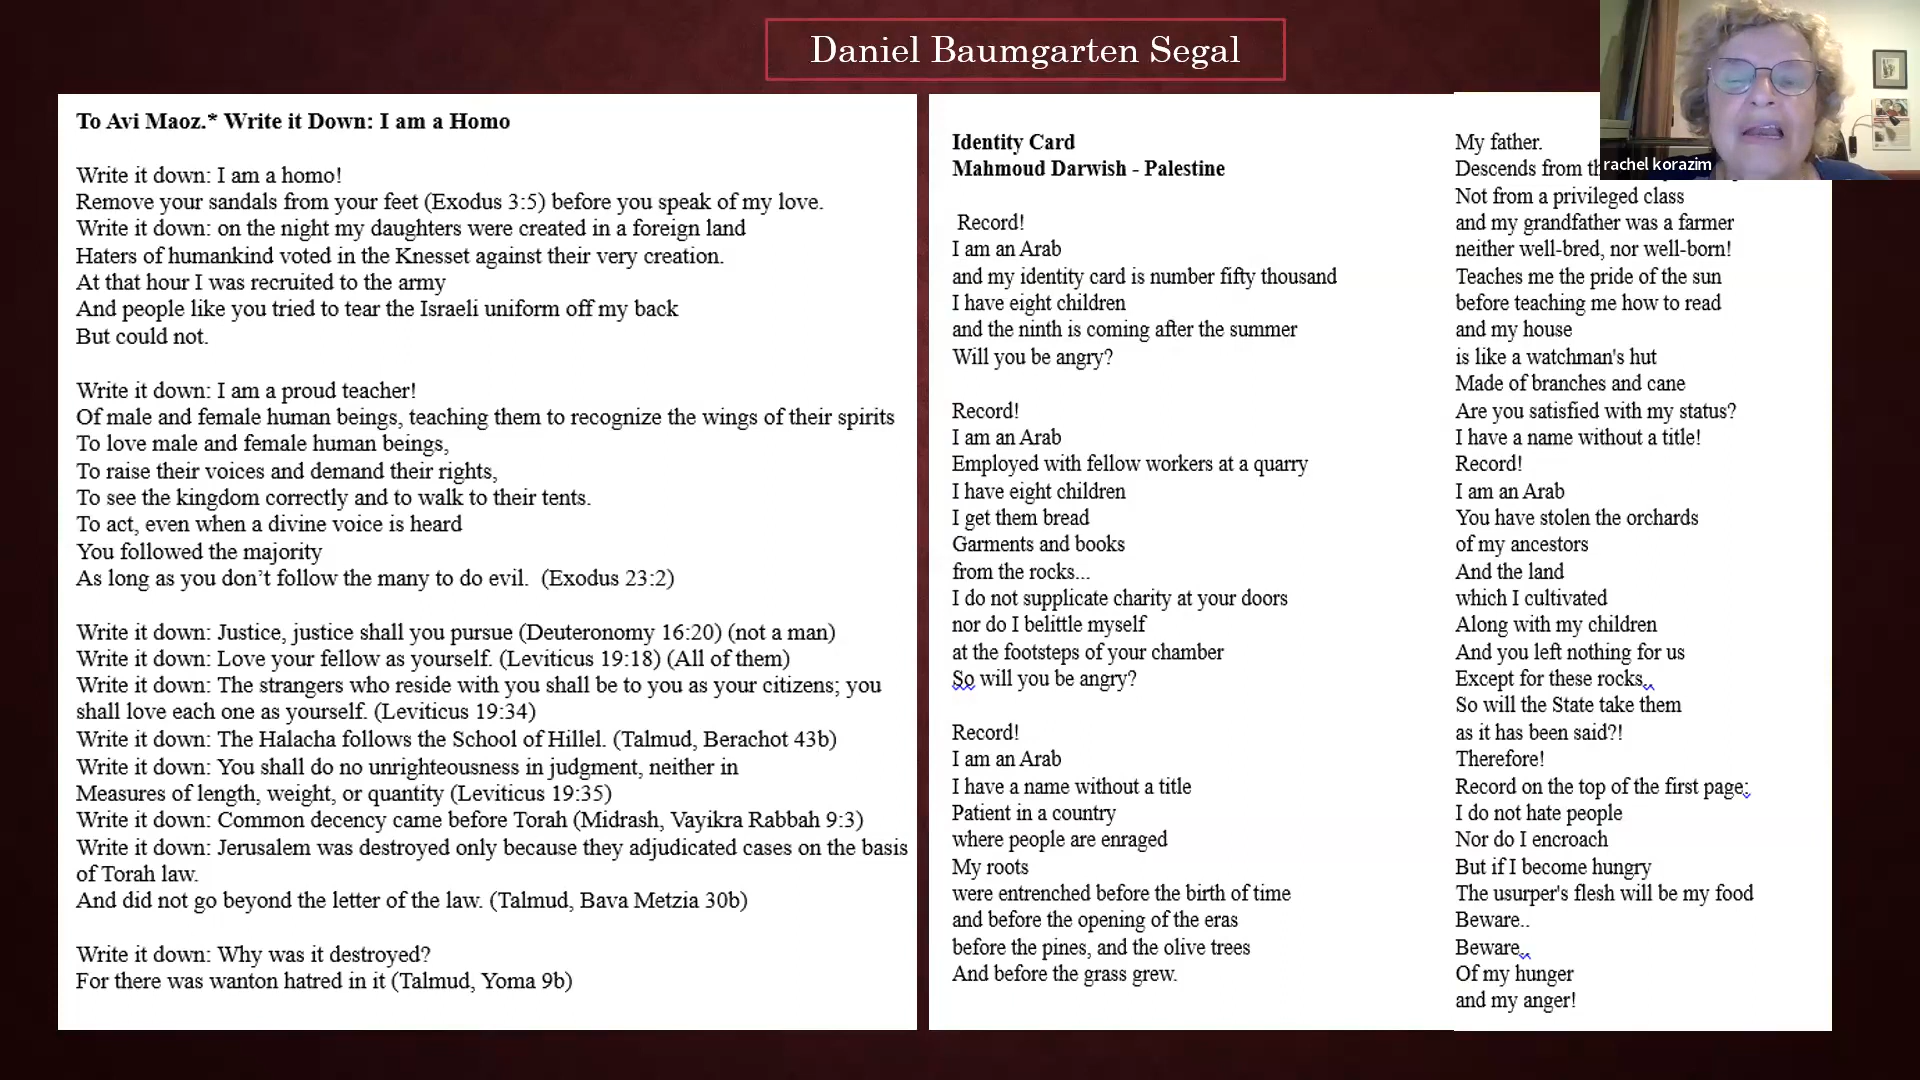 Daniel Baumgarten Segal
To Avi Maoz.* Write it Down: I am a Homo
Write it down: I am a homo!
Remove your sandals from your feet (Exodus 3:5) before you speak of my love.
Write it down: on the night my daughters were created in a foreign land
Haters of humankind voted in the Knesset against their very creation.
At that hour I was recruited to the army
And people like you tried to tear the Israeli uniform off my back
But could not.
Write it down: I am a proud teacher!
Of male and female human beings, teaching them to recognize the wings of their spirits
To love male and female human beings,
To raise their voices and demand their rights,
To see the kingdom correctly and to walk to their tents.
To act, even when a divine voice is heard
You followed the majority
As long as you don’t follow the many to do evil. (Exodus 23:2)
Write it down: Justice, justice shall you pursue (Deuteronomy 16:20) (not a man)
Write it down: Love your fellow as yourself. (Leviticus 19:18) (All of them)
Write it down: The strangers who reside with you shall be to you as your citizens; you
shall love each one as yourself. (Leviticus 19:34)
Write it down: The Halacha follows the School of Hillel. (Talmud, Berachot 43b)
Write it down: You shall do no unrighteousness in judgment, neither in
Measures of length, weight, or quantity (Leviticus 19:35)
Write it down: Common decency came before Torah (Midrash, Vayikra Rabbah 9:3)
Write it down: Jerusalem was destroyed only because they adjudicated cases on the basis
of Torah law.
And did not go beyond the letter of the law. (Talmud, Bava Metzia 30b)
Write it down: Why was it destroyed?
For there was wanton hatred in it (Talmud, Yoma 9b)
Identity Card
Mahmoud Darwish - Palestine
Record!
I am an Arab
and my identity card is number fifty thousand
I have eight children
and the ninth is coming after the summer
Will you be angry?
Record!
I am an Arab
Employed with fellow workers at a quarry
I have eight children
I get them bread
Garments and books
from the rocks...
I do not supplicate charity at your doors
nor do I belittle myself
at the footsteps of your chamber
So will you be angry?
Record!
I am an Arab
I have a name without a title
Patient in a country
where people are enraged
My roots
were entrenched before the birth of time
and before the opening of the eras
before the pines, and the olive trees
And before the grass grew.
My father.
Descends from
Not from a privileged class
and my grandfather was a farmer
neither well-bred, nor well-born!
Teaches me the pride of the sun
before teaching me how to read
and my house
is like a watchman's hut
Made of branches and cane
Are you satisfied with my status?
I have a name without a title!
Record!
I am an Arab
You have stolen the orchards
of my ancestors
And the land
which I cultivated
Along with my children
And you left nothing for us
Except for these rocks..
So will the State take them
as it has been said?!
Therefore!
Record on the top of the first page:
I do not hate people
Nor do I encroach
But if I become hungry
The usurper's flesh will be my food
Beware..
Beware..
Of my hunger
and my anger!
rachel korazim